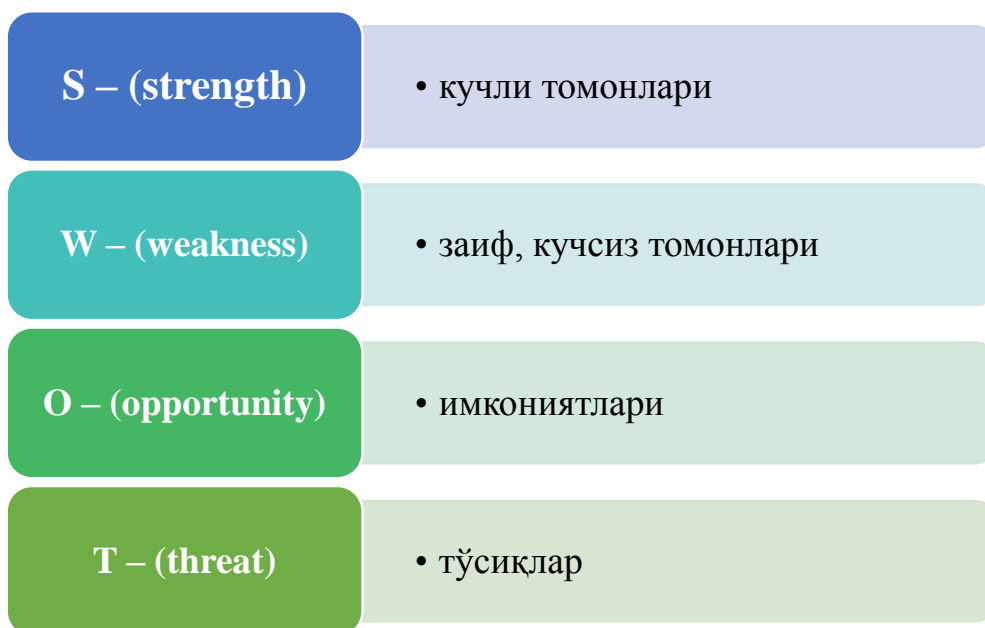 S – (strength)
• кучли томонлари
W – (weakness)
• заиф, кучсиз томонлари
O – (opportunity)
• имкониятлари
T – (threat)
• тўсиқлар